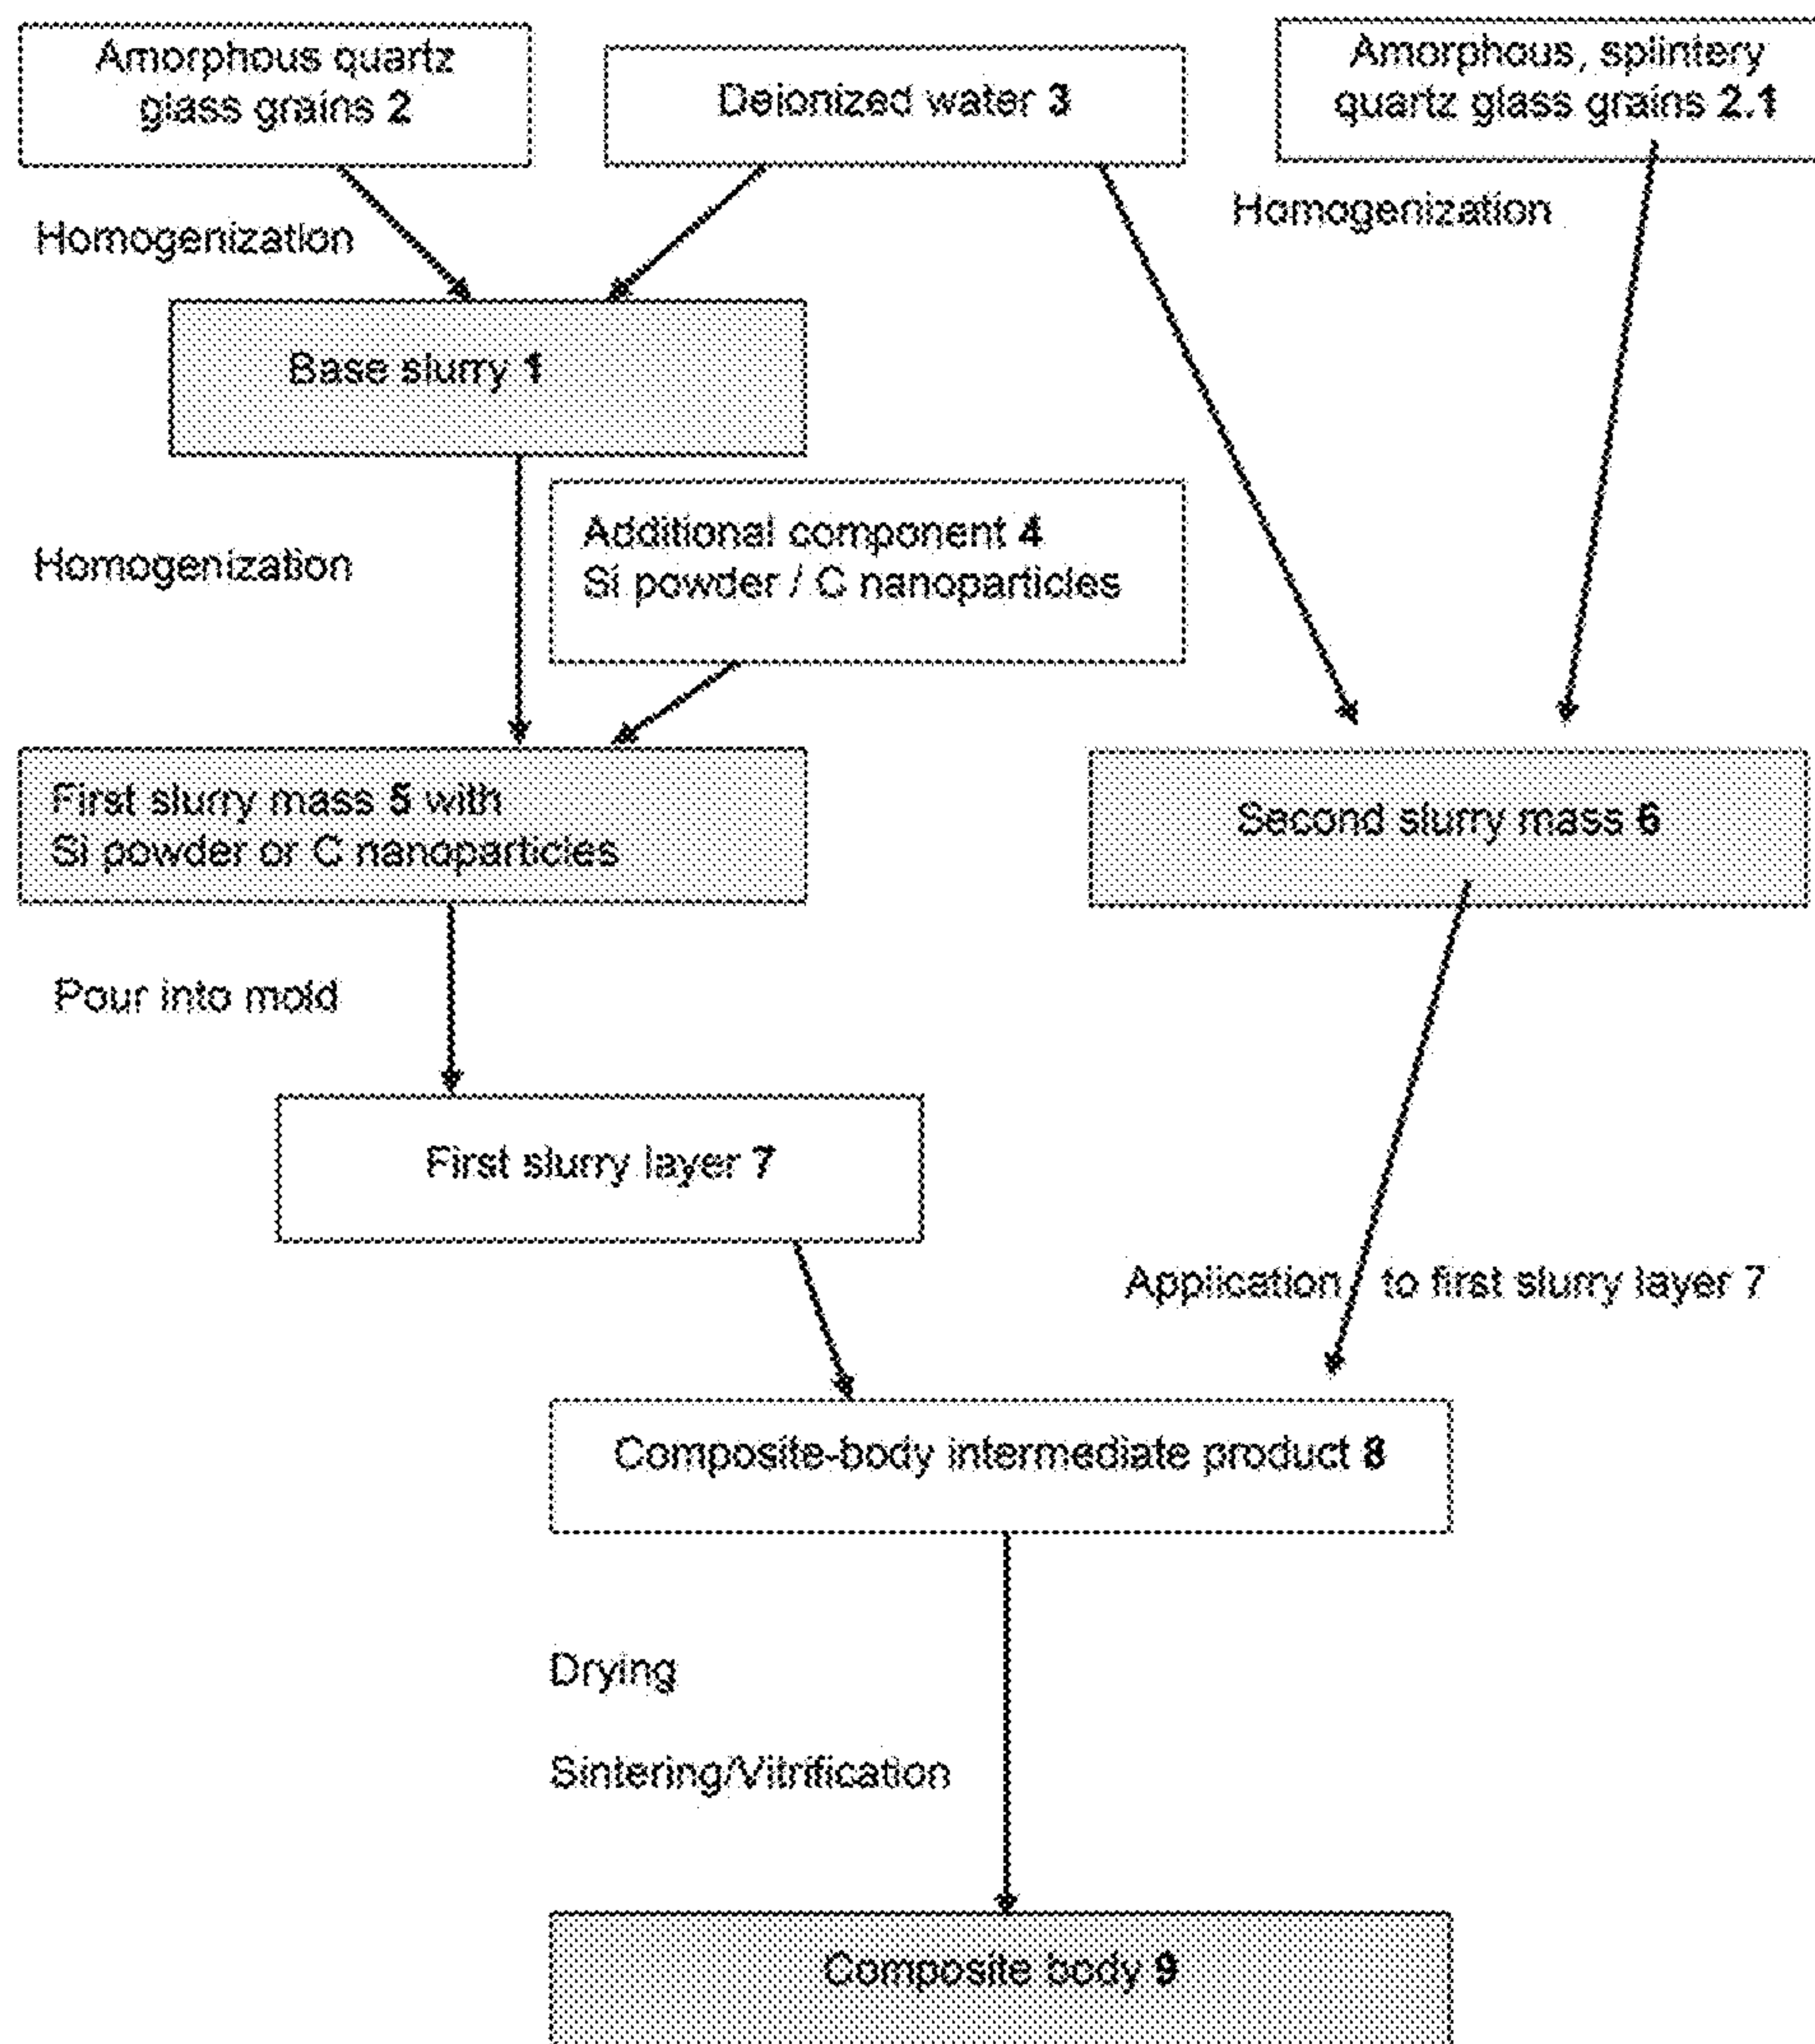 Amorphous quartz
glass grains 2
Deionized water 3
Amorphous, splintery
quartz glass grains 2.1
Homogenization
Homogenization
Base slurry 1
Additional component 4
Si powder / C nanoparticles
Homogenization
First slurry mass 5 with
Si powder or C nanoparticles
Second slurry mass 6
Pour into mold
First slurry layer 7
Application to first slurry layer 7
Composite-body intermediate product 8
Drying
Sintering/Vitrification
Composite body 9